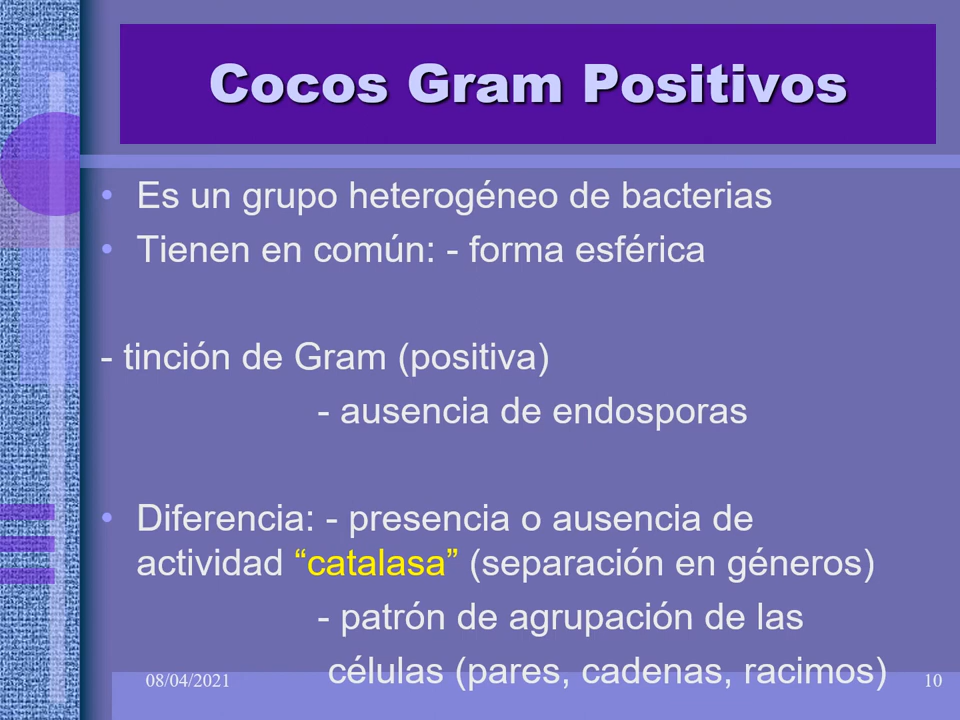 Cocos Gram Positivos
• Es un grupo heterogéneo de bacterias
• Tienen en común: - forma esférica
- tinción de Gram (positiva)
- ausencia de endosporas
• Diferencia: - presencia o ausencia de
actividad “catalasa” (separación en géneros)
- patrón de agrupación de las
células (pares, cadenas, racimos)
08/04/2021
10